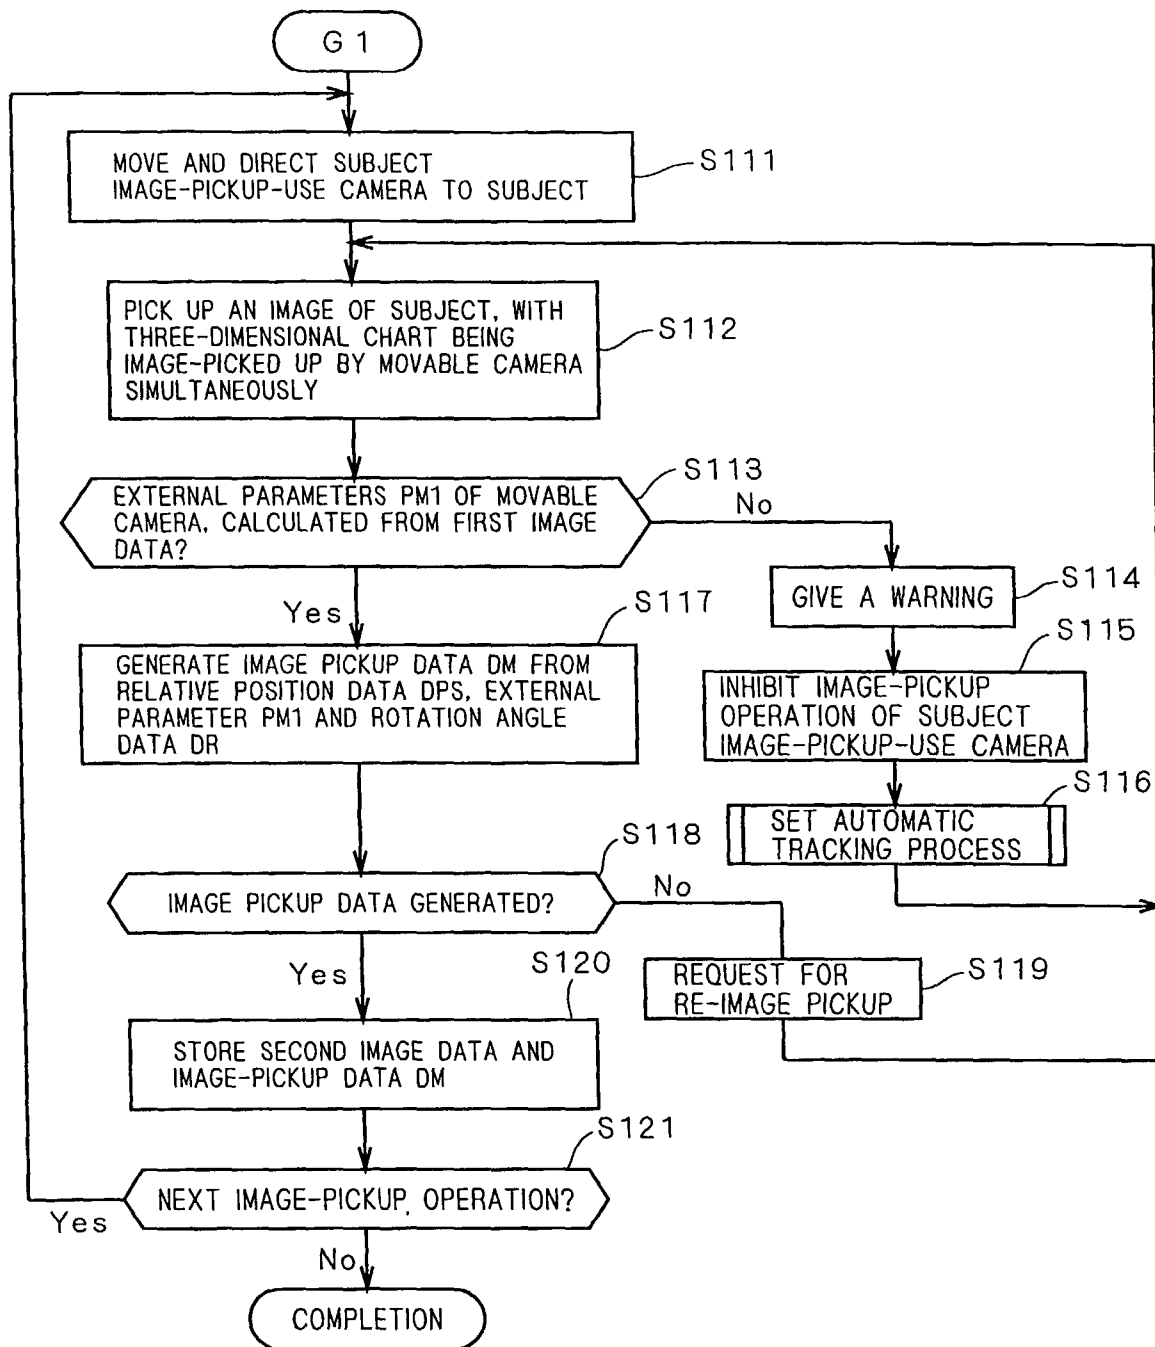 G 1
MOVE AND DIRECT SUBJECT
IMAGE-PICKUP-USE CAMERA TO SUBJECT
S111
PICK UP AN IMAGE OF SUBJECT, WITH
THREE-DIMENSIONAL CHART BEING
IMAGE-PICKED UP BY MOVABLE CAMERA
SIMULTANEOUSLY
S112
EXTERNAL PARAMETERS PM1 OF MOVABLE
CAMERA, CALCULATED FROM FIRST IMAGE
DATA?
S113
No
GIVE A WARNING
S114
INHIBIT IMAGE-PICKUP
OPERATION OF SUBJECT
IMAGE-PICKUP-USE CAMERA
S115
SET AUTOMATIC
TRACKING PROCESS
S116
Yes
GENERATE IMAGE PICKUP DATA DM FROM
RELATIVE POSITION DATA DPS, EXTERNAL
PARAMETER PM1 AND ROTATION ANGLE
DATA DR
S117
IMAGE PICKUP DATA GENERATED?
S118
No
REQUEST FOR
RE-IMAGE PICKUP
S119
Yes
STORE SECOND IMAGE DATA AND
IMAGE-PICKUP DATA DM
S120
NEXT IMAGE-PICKUP, OPERATION?
S121
Yes
No
COMPLETION